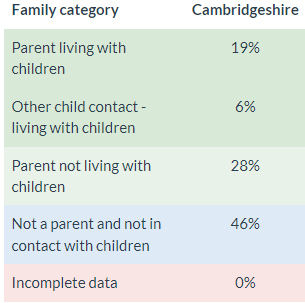 Family category Cambridgeshire
Parent living with 19%
children
Other child contact - 6%
living with children
Parent not living with 28%
children
Not a parent and not in 46%
contact with children
Incomplete data 0%